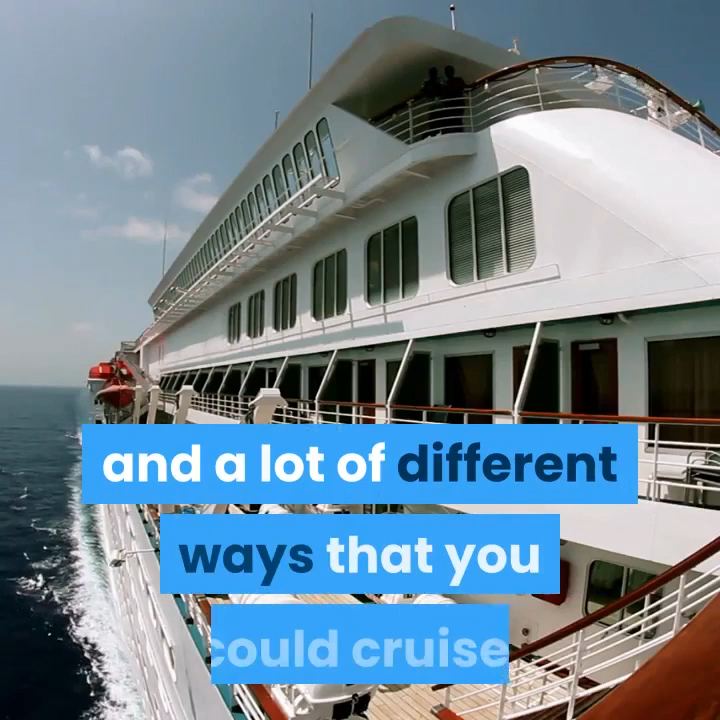 and a lot of different
ways that you
could cruise